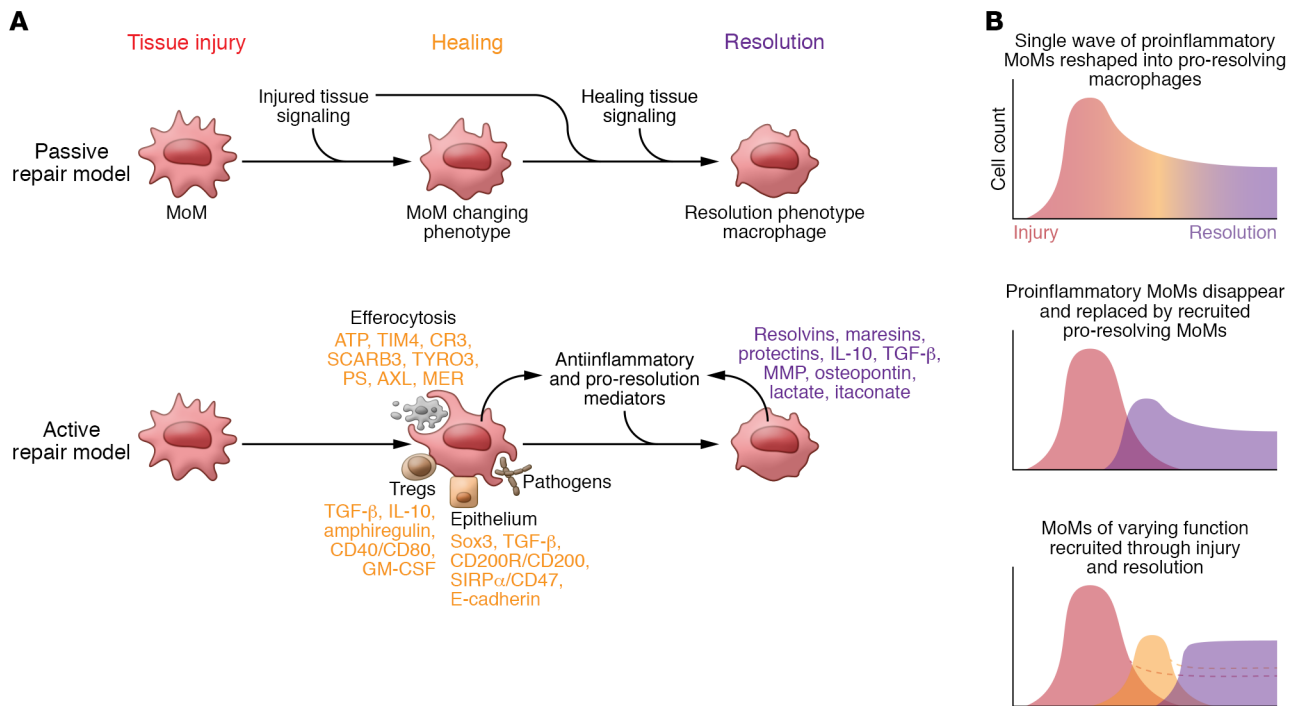 A
Tissue injury
Healing
Resolution
Passive
repair model
MoM
Injured tissue
signaling
MoM changing
phenotype
Healing tissue
signaling
Resolution phenotype
macrophage
Active
repair model
Efferocytosis
ATP, TIM4, CR3,
SCARB3, TYRO3,
PS, AXL, MER
Tregs
TGF-β, IL-10,
amphiregulin,
CD40/CD80,
GM-CSF
Epithelium
Sox3, TGF-β,
CD200R/CD200,
SIRPα/CD47,
E-cadherin
Pathogens
Antiinflammatory
and pro-resolution
mediators
Resolvins, maresins,
protectins, IL-10, TGF-β,
MMP, osteopontin,
lactate, itaconate
B
Single wave of proinflammatory
MoMs reshaped into pro-resolving
macrophages
Cell count
Injury
Resolution
Proinflammatory MoMs disappear
and replaced by recruited
pro-resolving MoMs
MoMs of varying function
recruited through injury
and resolution